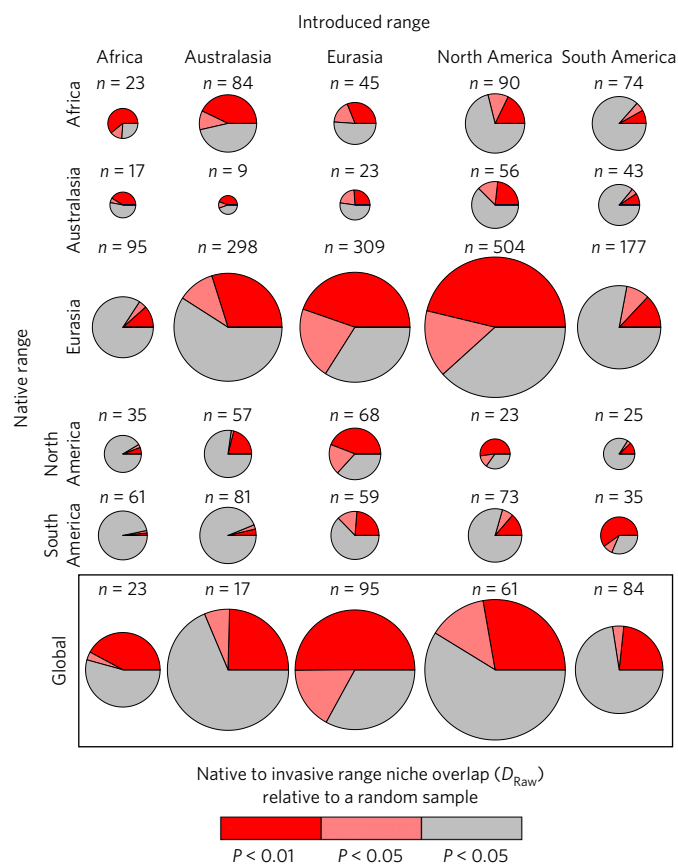 Introduced range
Africa Australasia Eurasia North America South America
Native range
Africa
n = 23 n = 84 n = 45 n = 90 n = 74
Australasia
n = 17 n = 9 n = 23 n = 56 n = 43
Eurasia
n = 95 n = 298 n = 309 n = 504 n = 177
North
America
n = 35 n = 57 n = 68 n = 23 n = 25
South
America
n = 61 n = 81 n = 59 n = 73 n = 35
Global
n = 23 n = 17 n = 95 n = 61 n = 84
Native to invasive range niche overlap (D_Raw)
relative to a random sample
P < 0.01 P < 0.05 P < 0.05